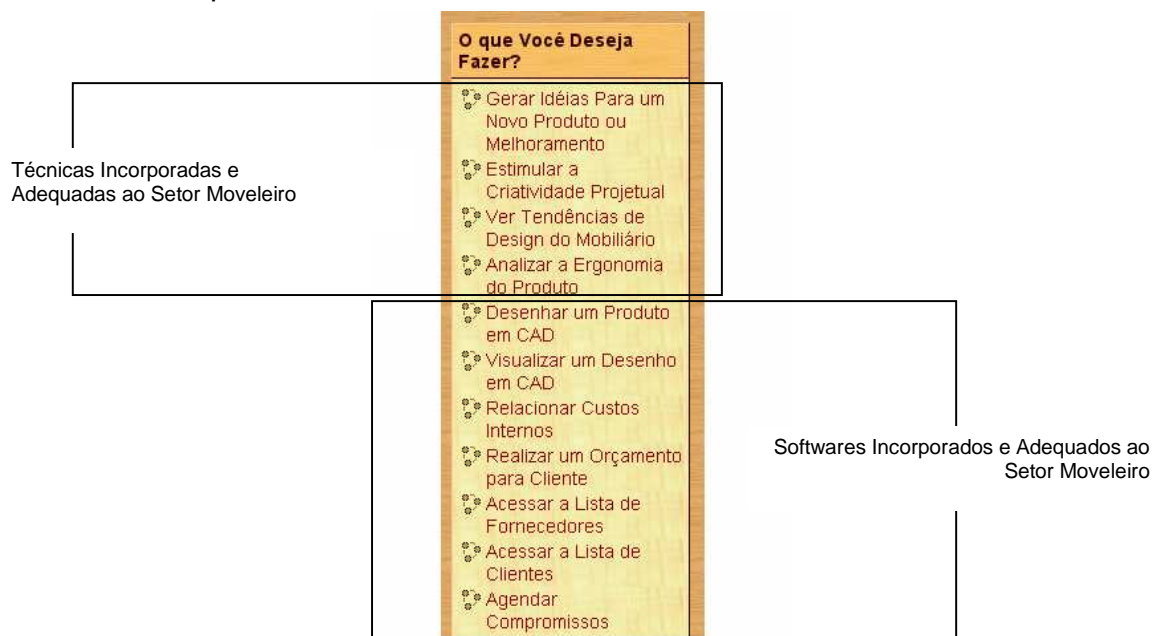 O que Você Deseja
Fazer?
Gerar Idéias Para um
Novo Produto ou
Melhoramento
Estimular a
Criatividade Projetual
Ver Tendências de
Design do Mobiliário
Analizar a Ergonomia
do Produto
Técnicas Incorporadas e
Adequadas ao Setor Moveleiro
Desenhar um Produto
em CAD
Visualizar um Desenho
em CAD
Relacionar Custos
Internos
Realizar um Orçamento
para Cliente
Acessar a Lista de
Fornecedores
Acessar a Lista de
Clientes
Agendar
Compromissos
Softwares Incorporados e Adequados ao
Setor Moveleiro